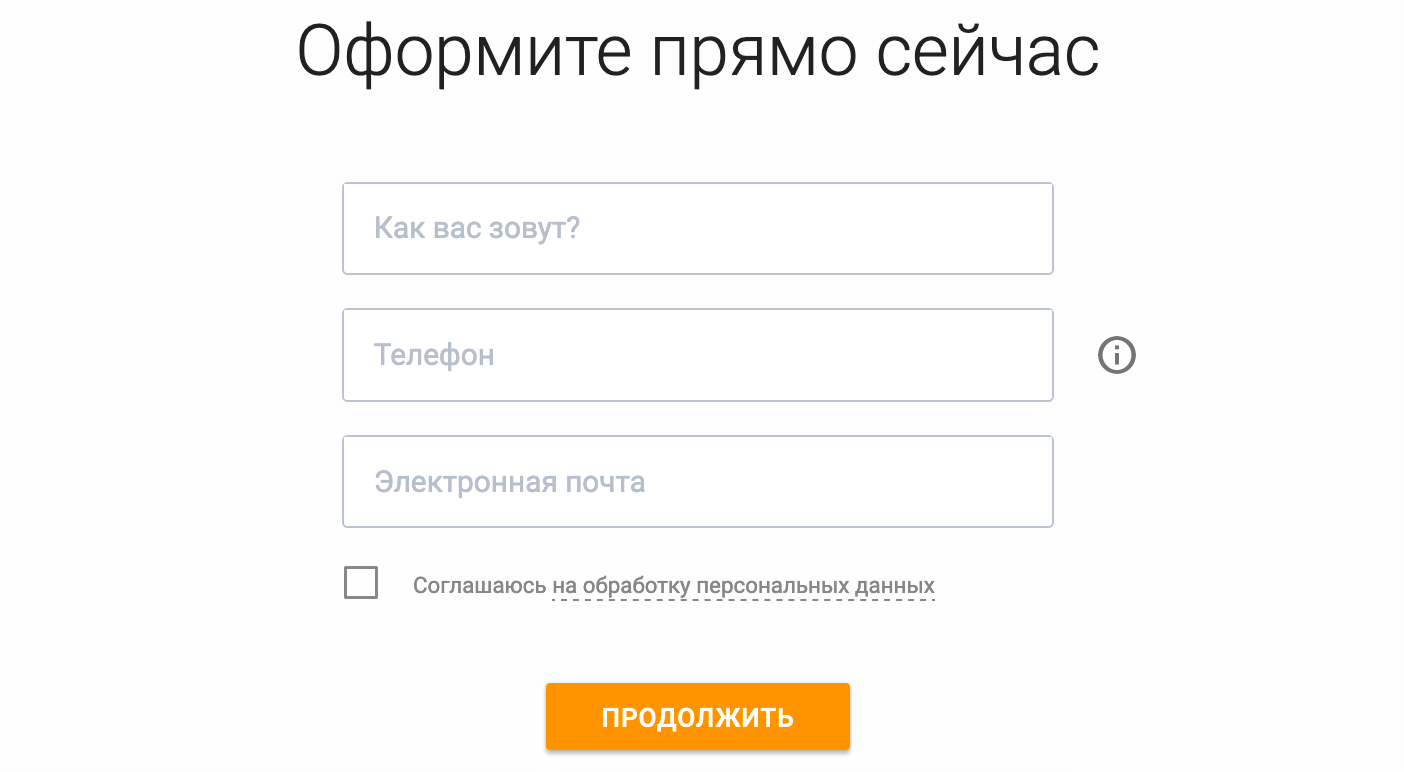 Оформите прямо сейчас
Как вас зовут?
Телефон
Электронная почта
Соглашаюсь на обработку персональных данных
ПРОДОЛЖИТЬ